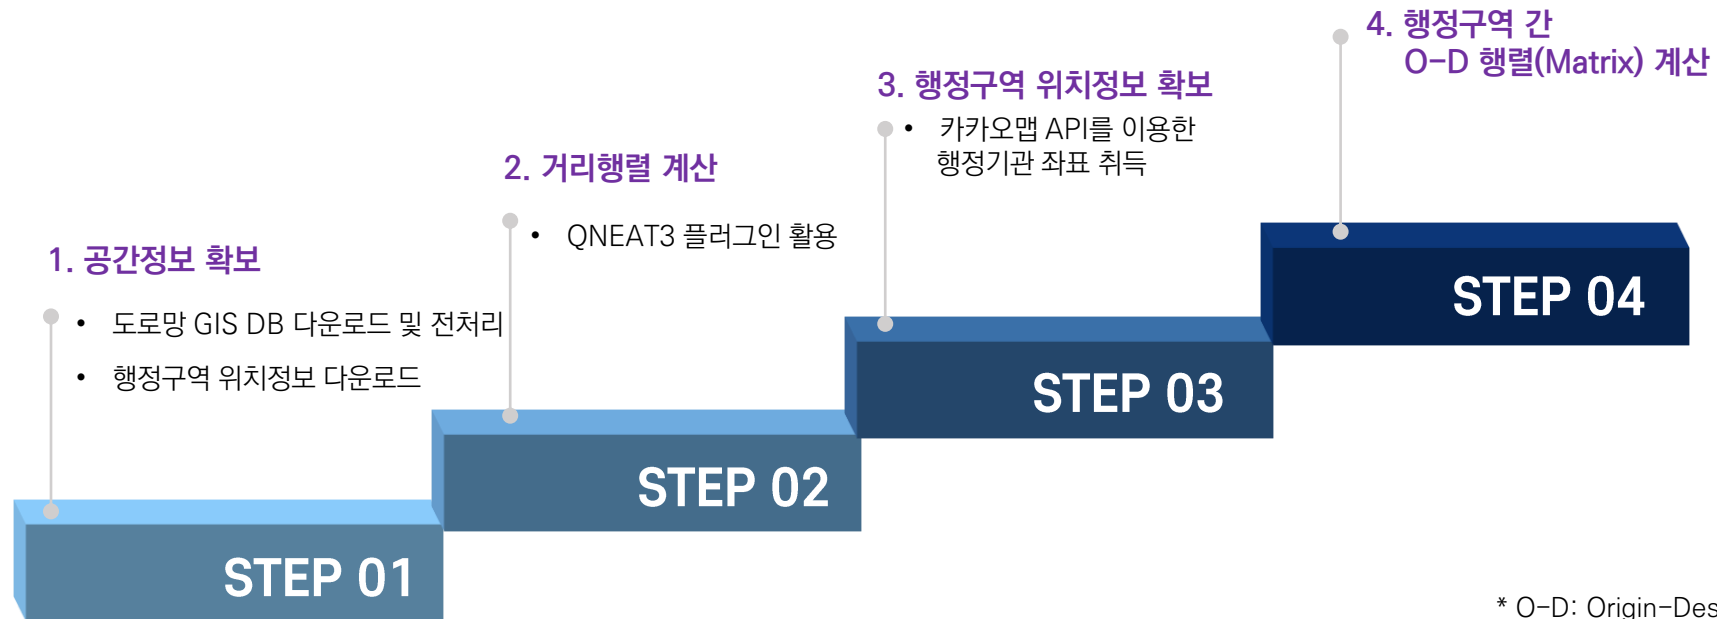 1. 공간정보 확보
• 도로망 GIS DB 다운로드 및 전처리
• 행정구역 위치정보 다운로드
STEP 01
2. 거리행렬 계산
• QNEAT3 플러그인 활용
STEP 02
3. 행정구역 위치정보 확보
• 카카오맵 API를 이용한
행정기관 좌표 취득
STEP 03
4. 행정구역 간
O-D 행렬(Matrix) 계산
STEP 04
* O-D: Origin-Des